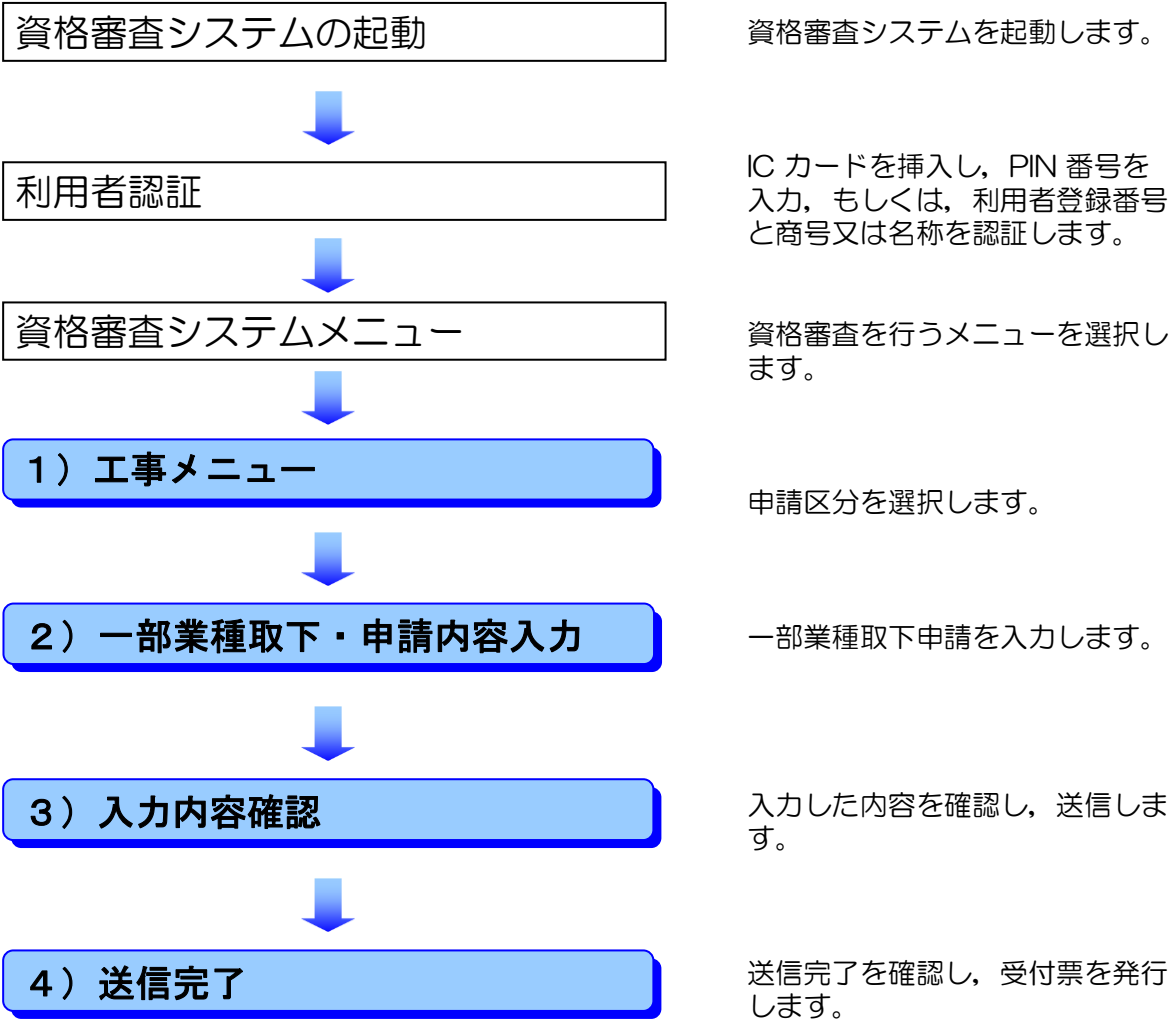 資格審査システムの起動
資格審査システムを起動します。
利用者認証
IC カードを挿入し，PIN 番号を
入力，もしくは，利用者登録番号
と商号又は名称を認証します。
資格審査システムメニュー
資格審査を行うメニューを選択し
ます。
１）工事メニュー
申請区分を選択します。
２）一部業種取下・申請内容入力
一部業種取下申請を入力します。
３）入力内容確認
入力した内容を確認し，送信しま
す。
４）送信完了
送信完了を確認し，受付票を発行
します。